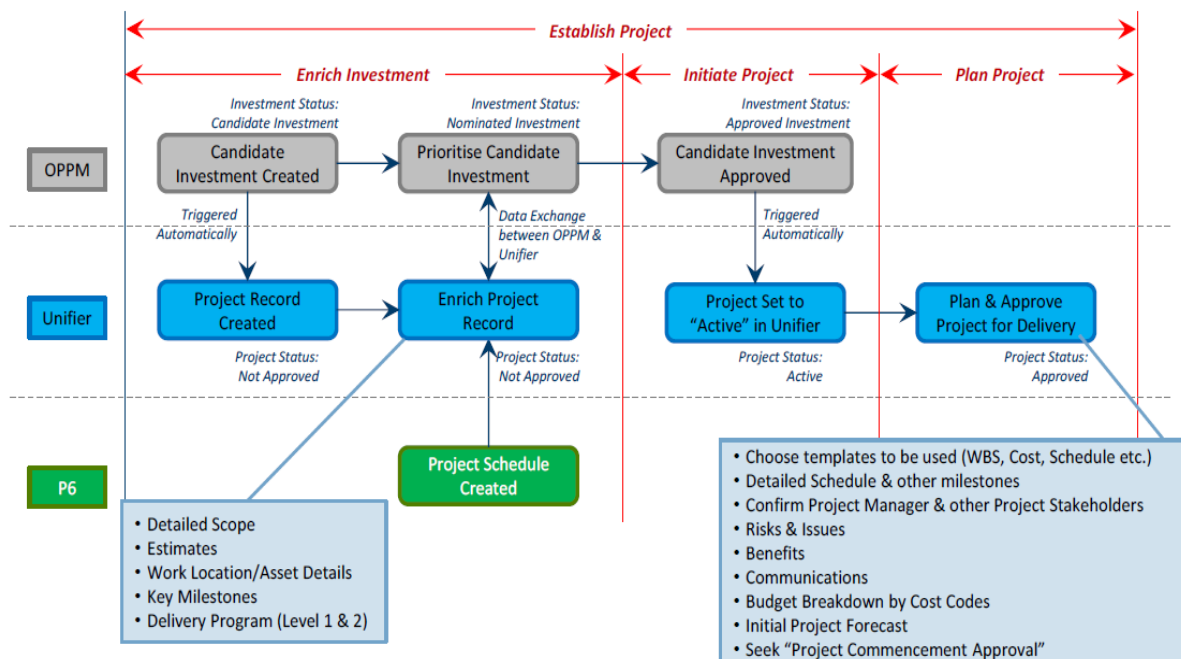 Establish Project
Enrich Investment
Initiate Project
Plan Project
Investment Status:
Candidate Investment
Investment Status:
Nominated Investment
Investment Status:
Approved Investment
OPPM
Candidate
Investment Created
Prioritise Candidate
Investment
Candidate Investment
Approved
Triggered
Automatically
Data Exchange
between OPPM &
Unifier
Triggered
Automatically
Unifier
Project Record
Created
Enrich Project
Record
Project Set to
"Active" in Unifier
Plan & Approve
Project for Delivery
Project Status:
Not Approved
Project Status:
Not Approved
Project Status:
Active
Project Status:
Approved
P6
Project Schedule
Created
• Detailed Scope
• Estimates
• Work Location/Asset Details
• Key Milestones
• Delivery Program (Level 1 & 2)
• Choose templates to be used (WBS, Cost, Schedule etc.)
• Detailed Schedule & other milestones
• Confirm Project Manager & other Project Stakeholders
• Risks & Issues
• Benefits
• Communications
• Budget Breakdown by Cost Codes
• Initial Project Forecast
• Seek "Project Commencement Approval"